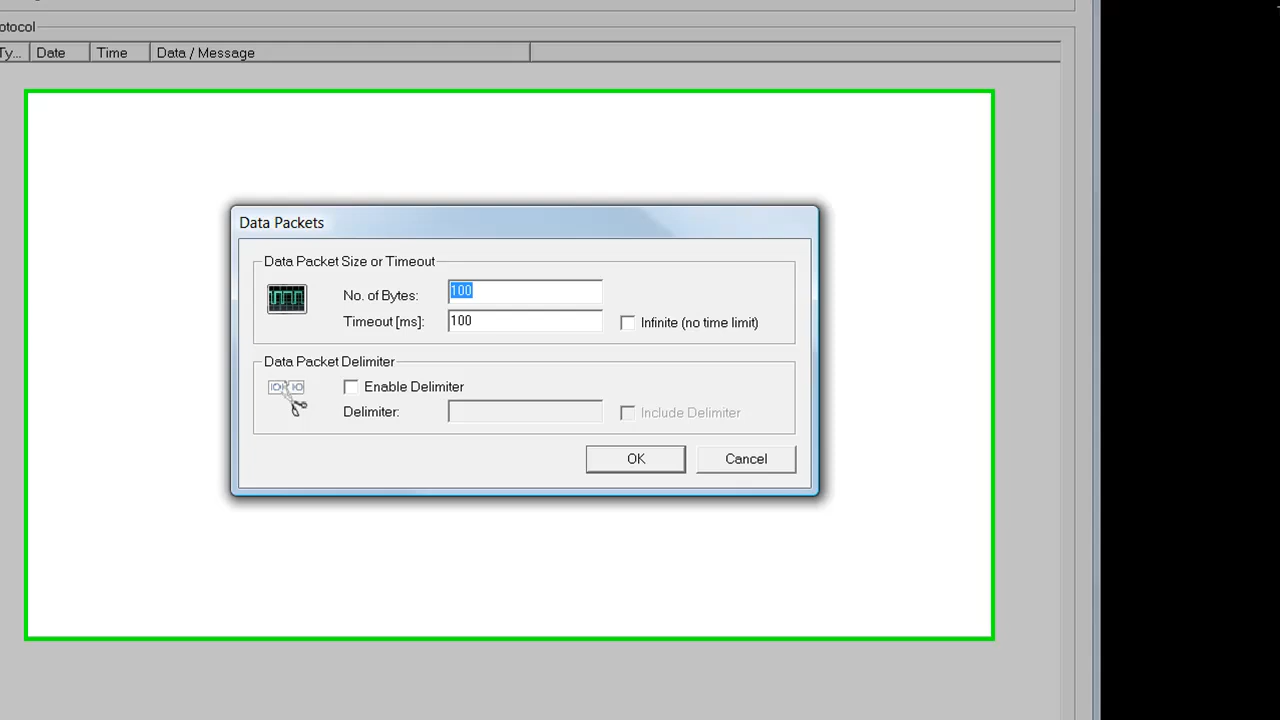 otocol
Ty... Date Time Data / Message
Data Packets
Data Packet Size or Timeout
No. of Bytes: 100
Timeout [ms]: 100 Infinite (no time limit)
Data Packet Delimiter
Enable Delimiter
Delimiter: Include Delimiter
OK Cancel